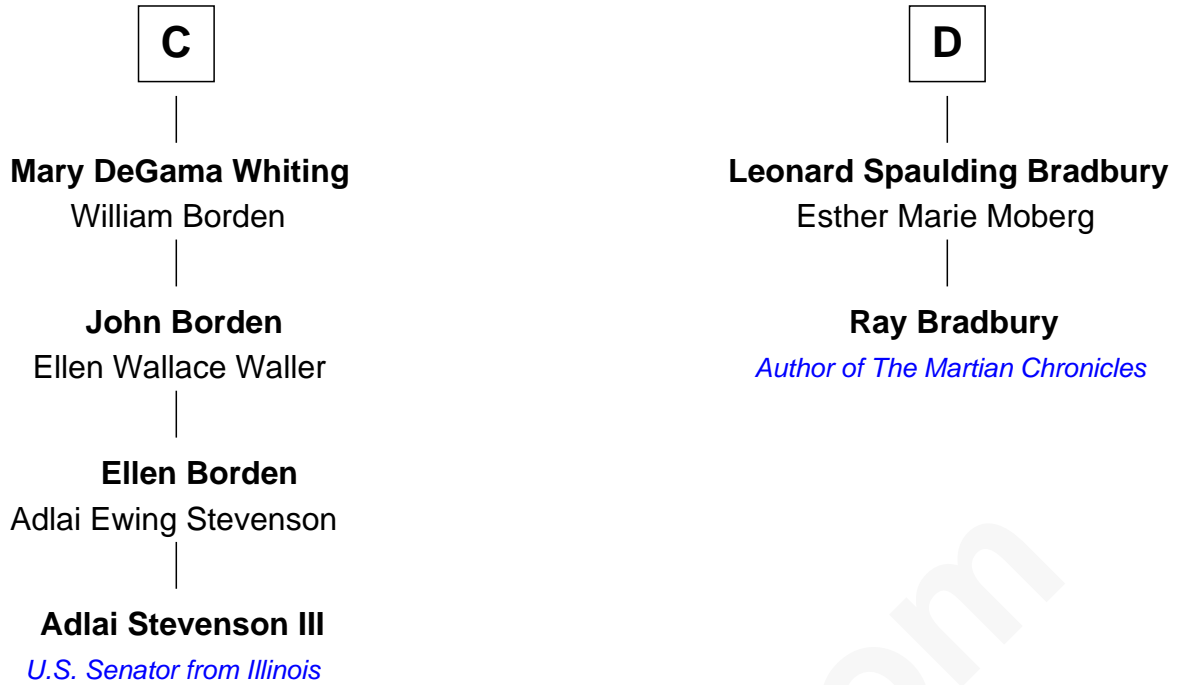 C
Mary DeGama Whiting
William Borden
John Borden
Ellen Wallace Waller
Ellen Borden
Adlai Ewing Stevenson
Adlai Stevenson III
U.S. Senator from Illinois
D
Leonard Spaulding Bradbury
Esther Marie Moberg
Ray Bradbury
Author of The Martian Chronicles
om